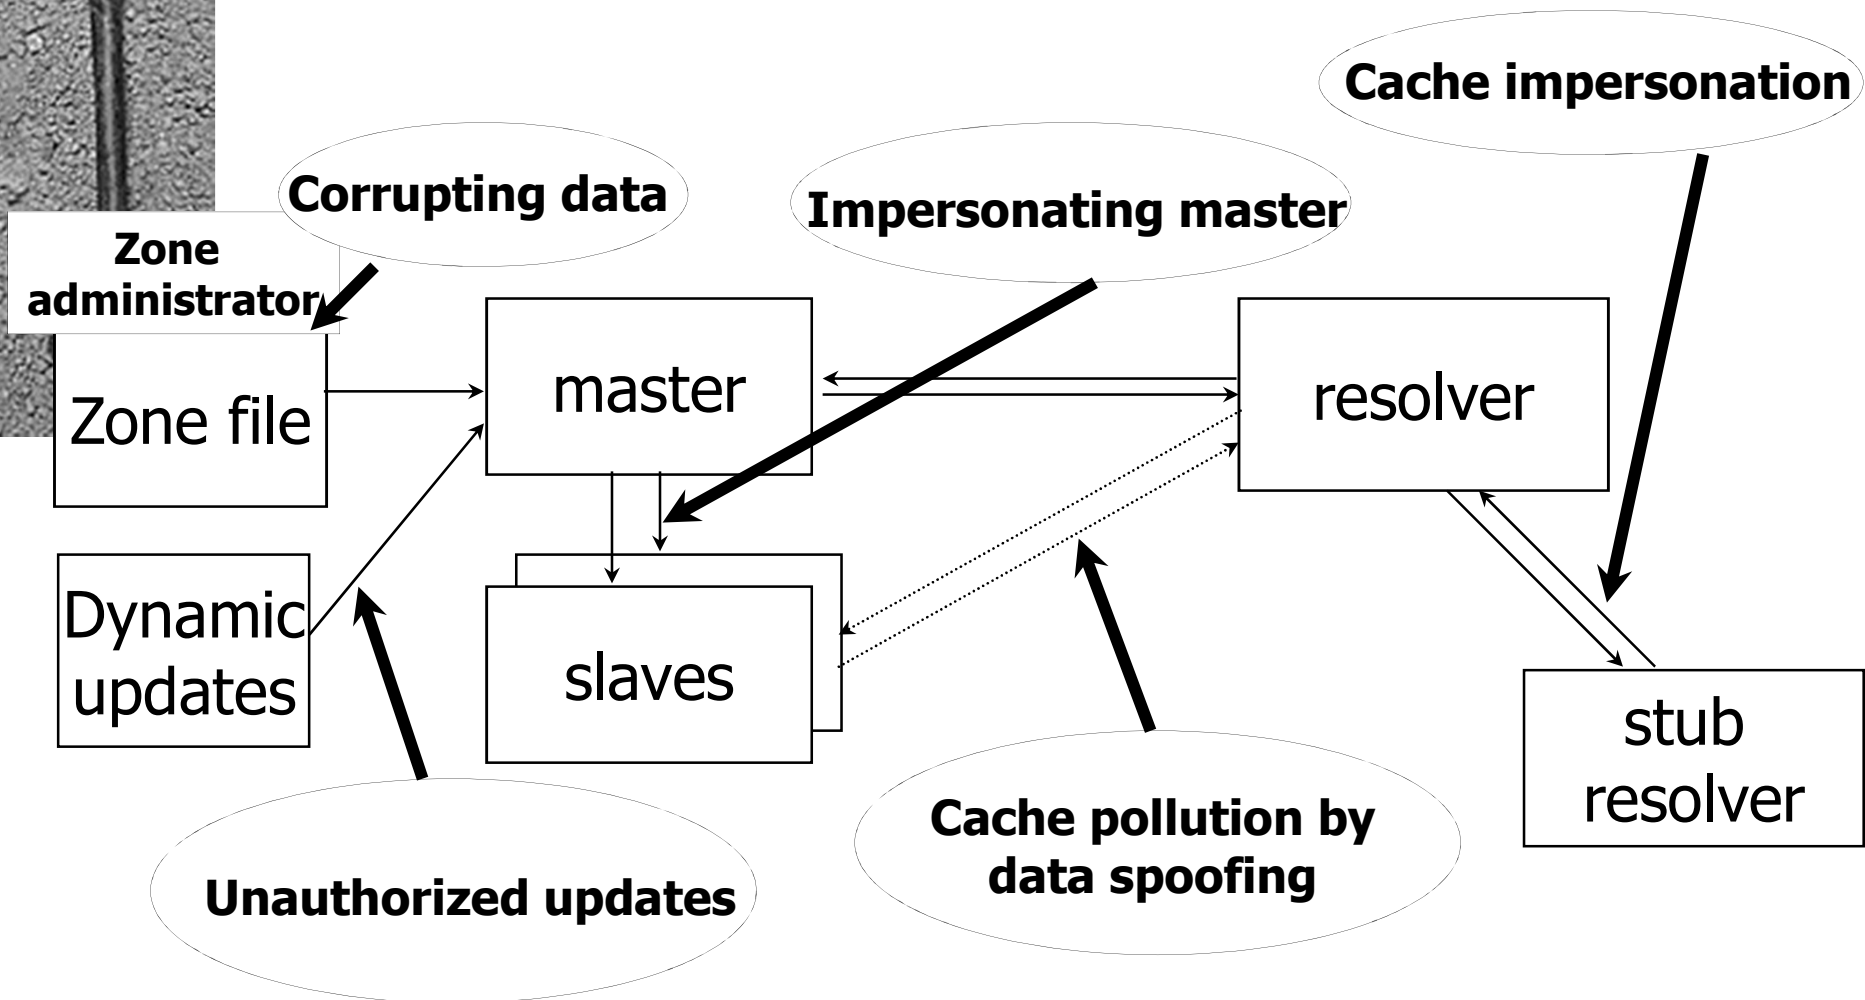 Cache impersonation
Corrupting data
Impersonating master
Zone
administrator
Zone file
master
resolver
Dynamic
updates
slaves
stub
resolver
Cache pollution by
data spoofing
Unauthorized updates